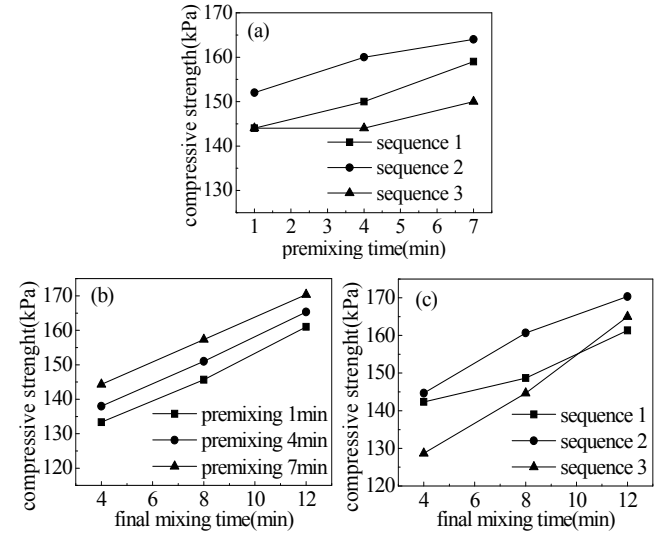 170
160
150
140
130
compressive strength(kPa)
(a)
sequence 1
sequence 2
sequence 3
1 2 3 4 5 6 7
premixing time(min)
170
160
150
140
130
120
compressive strenght(kPa)
(b)
premixing 1min
premixing 4min
premixing 7min
4 6 8 10 12
final mixing time(min)
170
160
150
140
130
120
compressive strenght(kPa)
(c)
sequence 1
sequence 2
sequence 3
4 6 8 10 12
final mixing time(min)